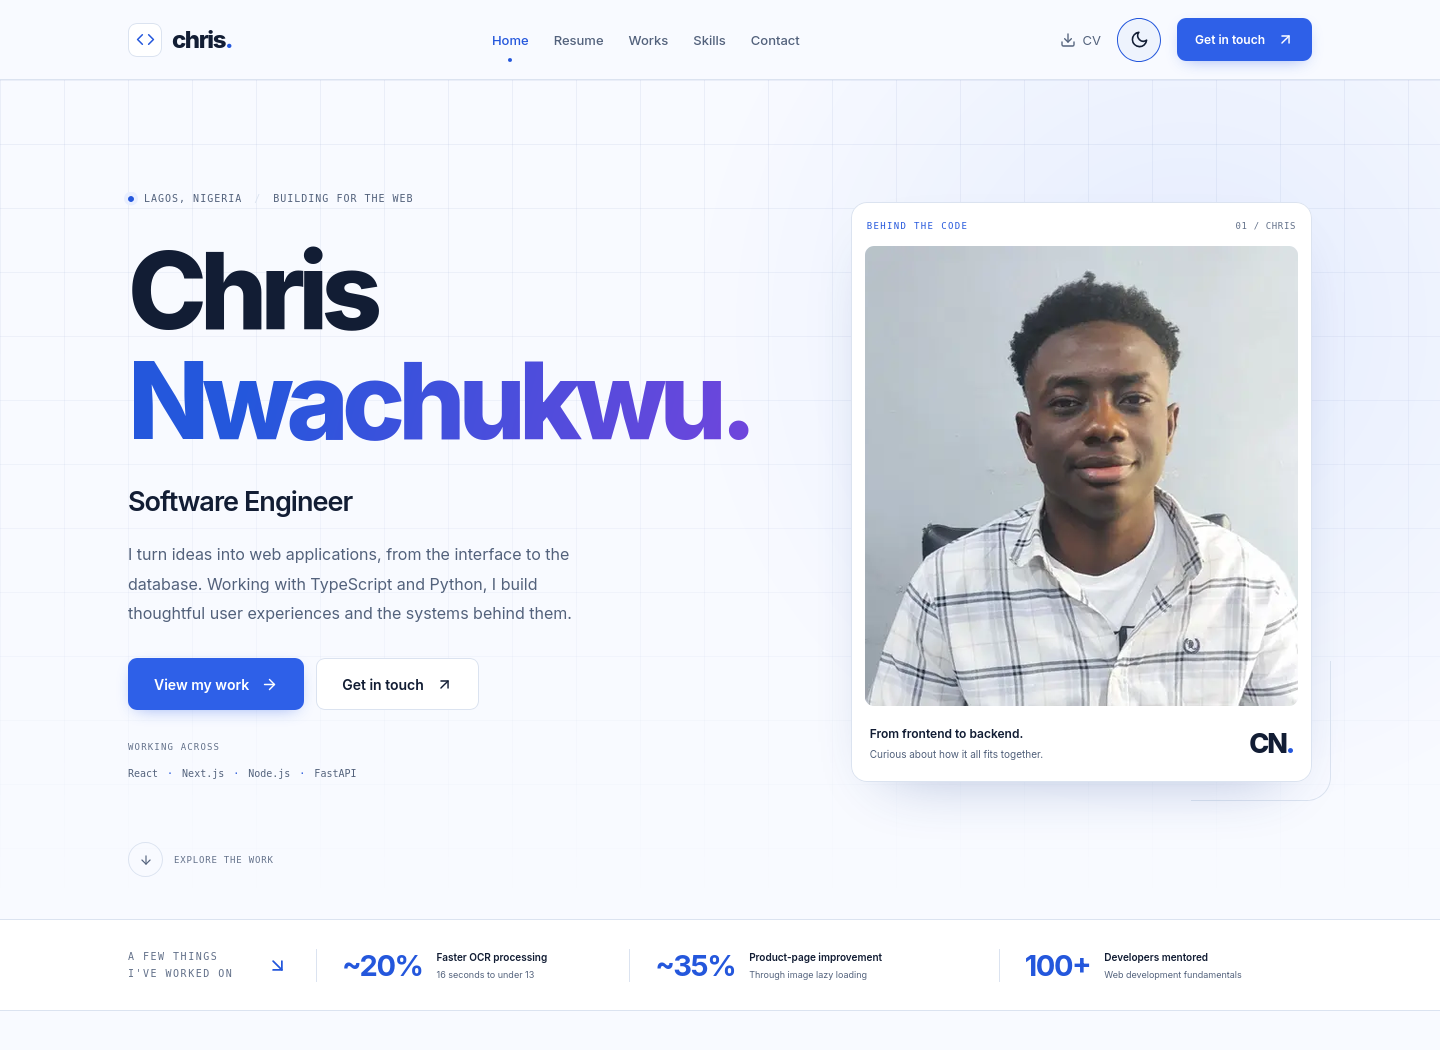 chris.
Home
Resume
Works
Skills
Contact
CV
Get in touch
LAGOS, NIGERIA / BUILDING FOR THE WEB
Chris
Nwachukwu.
Software Engineer
I turn ideas into web applications, from the interface to the
database. Working with TypeScript and Python, I build
thoughtful user experiences and the systems behind them.
View my work
Get in touch
WORKING ACROSS
React · Next.js · Node.js · FastAPI
EXPLORE THE WORK
BEHIND THE CODE
01 / CHRIS
From frontend to backend.
Curious about how it all fits together.
CN.
A FEW THINGS
I'VE WORKED ON
~20%
Faster OCR processing
16 seconds to under 13
~35%
Product-page improvement
Through image lazy loading
100+
Developers mentored
Web development fundamentals